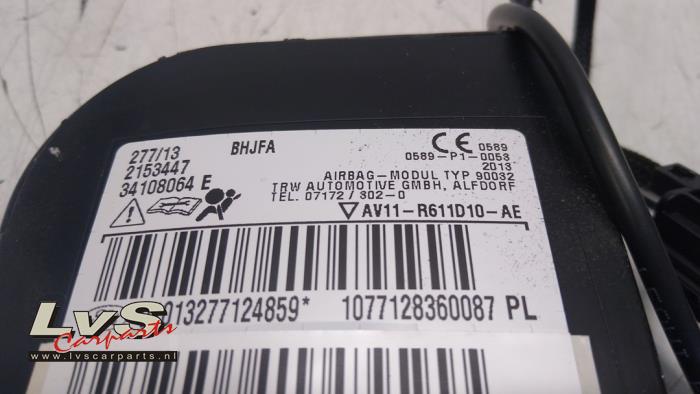 277/13 BHJFA
2153447
34108064 E
CE 0589
0589-P1-0053
2013
AIRBAG-MODUL TYP 90032
TRW AUTOMOTIVE GMBH, ALFDORF
TEL. 07172 / 302-0
AV11-R611D10-AE
013277124859* 1077128360087 PL
LvS
Carparts
www.lvscarparts.nl